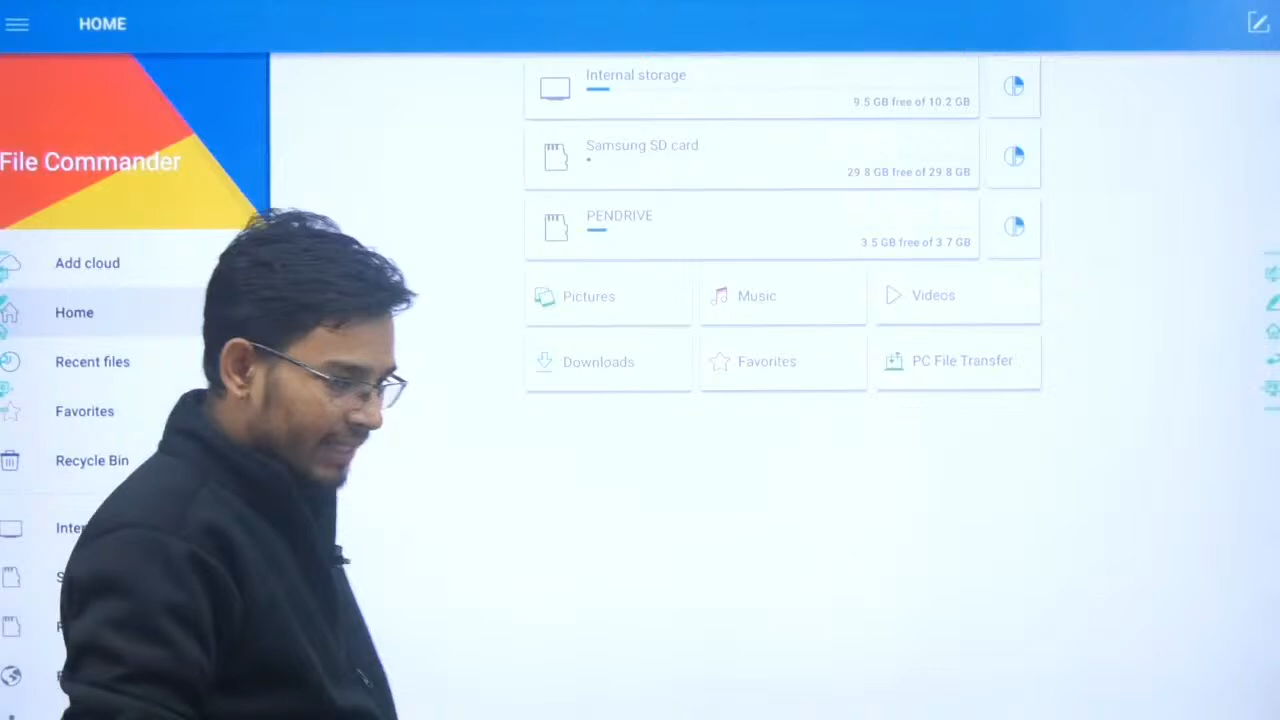 HOME
File Commander
Add cloud
Home
Recent files
Favorites
Recycle Bin
Internal storage
9.5 GB free of 10.2 GB
Samsung SD card
29 8 GB free of 29 8 GB
PENDRIVE
3 5 GB free of 3.7 GB
Pictures
Music
Videos
Downloads
Favorites
PC File Transfer